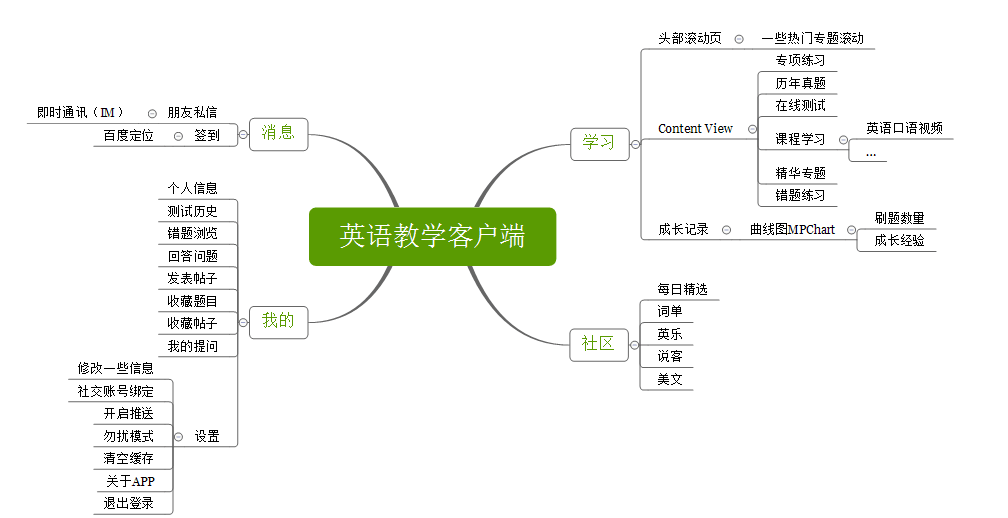 英语教学客户端
学习
头部滚动页
一些热门专题滚动
Content View
专项练习
历年真题
在线测试
课程学习
英语口语视频
...
精华专题
错题练习
成长记录
曲线图MPChart
刷题数量
成长经验
社区
每日精选
词单
英乐
说客
美文
消息
朋友私信
即时通讯（IM）
签到
百度定位
我的
个人信息
测试历史
错题浏览
回答问题
发表帖子
收藏题目
收藏帖子
我的提问
设置
修改一些信息
社交账号绑定
开启推送
勿扰模式
清空缓存
关于APP
退出登录